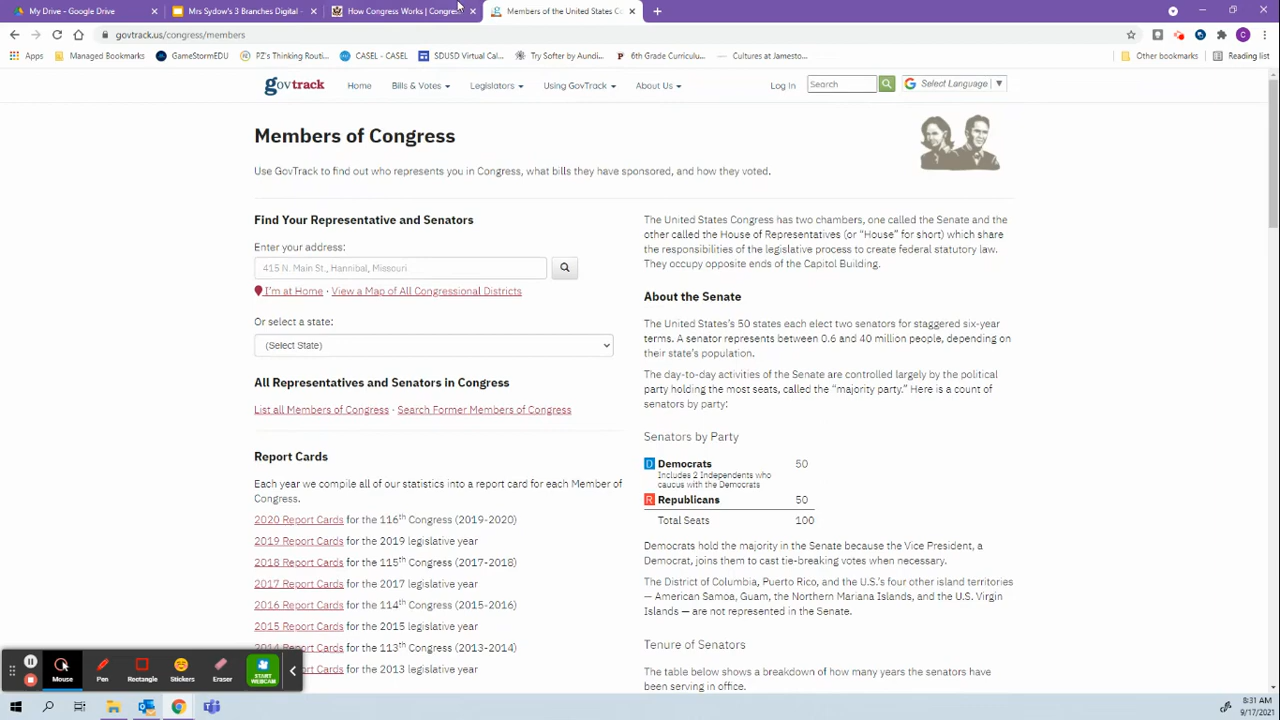 My Drive - Google Drive
Mrs Sydow's 3 Branches Digital
How Congress Works | Congre
Members of the United States C
govtrack.us/congress/members
Apps
Managed Bookmarks
GameStormEDU
PZ's Thinking Routi...
CASEL - CASEL
SDUSD Virtual Cal...
Try Softer by Aundi...
6th Grade Curriculu...
Cultures at Jamesto...
Other bookmarks
Reading list
govtrack
Home
Bills & Votes
Legislators
Using GovTrack
About Us
Log In
Search
Select Language
Members of Congress
Use GovTrack to find out who represents you in Congress, what bills they have sponsored, and how they voted.
Find Your Representative and Senators
Enter your address:
415 N. Main St., Hannibal, Missouri
I'm at Home · View a Map of All Congressional Districts
Or select a state:
(Select State)
All Representatives and Senators in Congress
List all Members of Congress · Search Former Members of Congress
Report Cards
Each year we compile all of our statistics into a report card for each Member of
Congress.
2020 Report Cards for the 116th Congress (2019-2020)
2019 Report Cards for the 2019 legislative year
2018 Report Cards for the 115th Congress (2017-2018)
2017 Report Cards for the 2017 legislative year
2016 Report Cards for the 114th Congress (2015-2016)
2015 Report Cards for the 2015 legislative year
2014 Report Cards for the 113th Congress (2013-2014)
for the 2013 legislative year
The United States Congress has two chambers, one called the Senate and the
other called the House of Representatives (or "House" for short) which share
the responsibilities of the legislative process to create federal statutory law.
They occupy opposite ends of the Capitol Building.
About the Senate
The United States's 50 states each elect two senators for staggered six-year
terms. A senator represents between 0.6 and 40 million people, depending on
their state's population.
The day-to-day activities of the Senate are controlled largely by the political
party holding the most seats, called the "majority party." Here is a count of
senators by party:
Senators by Party
D Democrats 50
Includes 2 Independents who
caucus with the Democrats
R Republicans 50
Total Seats 100
Democrats hold the majority in the Senate because the Vice President, a
Democrat, joins them to cast tie-breaking votes when necessary.
The District of Columbia, Puerto Rico, and the U.S.'s four other island territories
— American Samoa, Guam, the Northern Mariana Islands, and the U.S. Virgin
Islands — are not represented in the Senate.
Tenure of Senators
The table below shows a breakdown of how many years the senators have
been serving in office.
Mouse
Pen
Rectangle
Stickers
Eraser
START
WEBCAM
8:31 AM
9/17/2021